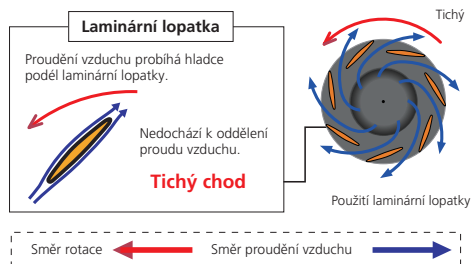 Laminární lopatka
Tichý
Proudění vzduchu probíhá hladce
podél laminární lopatky.
Nedochází k oddělení
proudu vzduchu.
Tichý chod
Použití laminární lopatky
Směr rotace
Směr proudění vzduchu